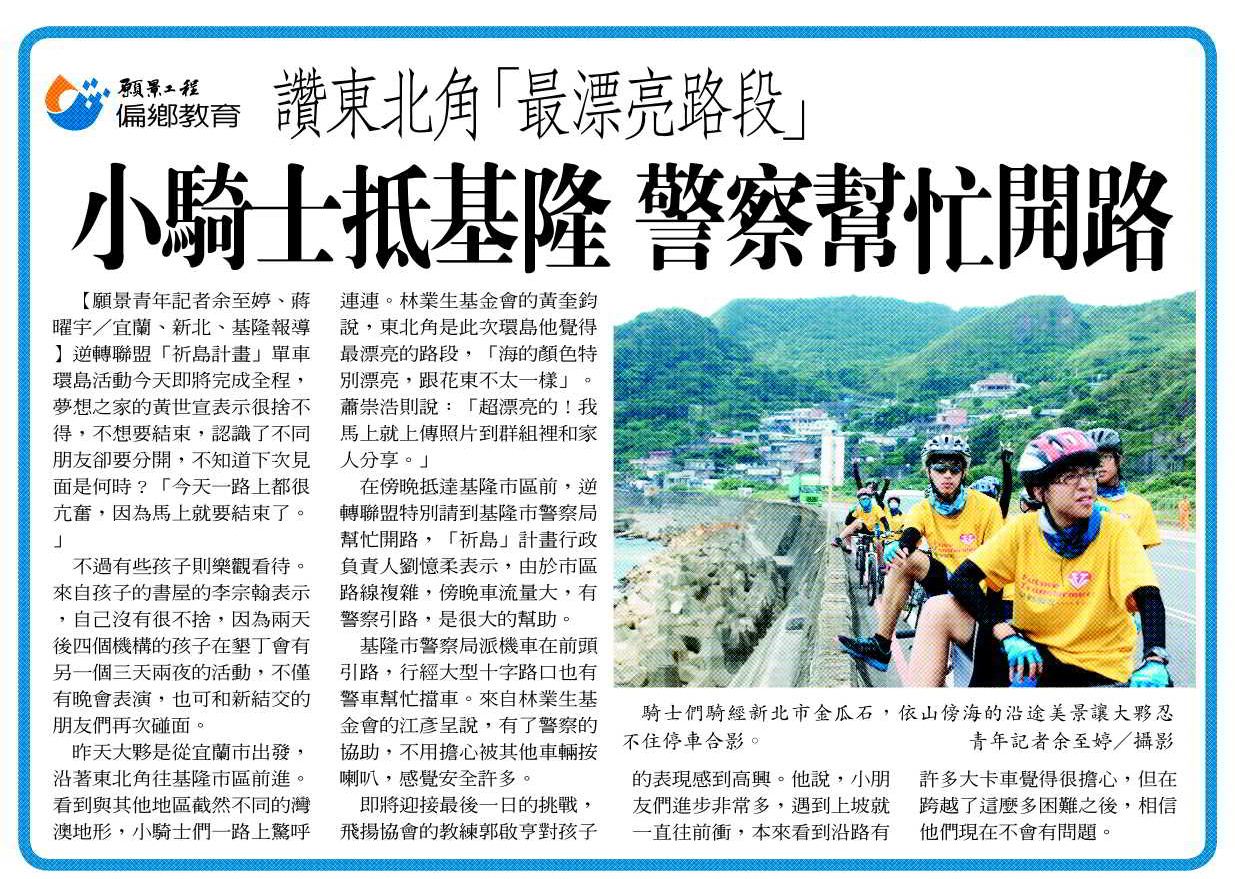 願景工程
偏鄉教育
讚東北角「最漂亮路段」
小騎士抵基隆 警察幫忙開路
【願景青年記者余至婷、蔣
曜宇／宜蘭、新北、基隆報導
】逆轉聯盟「祈島計畫」單車
環島活動今天即將完成全程，
夢想之家的黃世宜表示很捨不
得，不想要結束，認識了不同
朋友卻要分開，不知道下次見
面是何時？「今天一路上都很
亢奮，因為馬上就要結束了。
」
不過有些孩子則樂觀看待。
來自孩子的書屋的李宗翰表示
，自己沒有很不捨，因為兩天
後四個機構的孩子在墾丁會有
另一個三天兩夜的活動，不僅
有晚會表演，也可和新結交的
朋友們再次碰面。
昨天大夥是從宜蘭市出發，
沿著東北角往基隆市區前進。
看到與其他地區截然不同的灣
澳地形，小騎士們一路上驚呼
連連。林業生基金會的黃奎鈞
說，東北角是此次環島他覺得
最漂亮的路段，「海的顏色特
別漂亮，跟花東不太一樣」。
蕭崇浩則說：「超漂亮的！我
馬上就上傳照片到群組裡和家
人分享。」
在傍晚抵達基隆市區前，逆
轉聯盟特別請到基隆市警察局
幫忙開路，「祈島」計畫行政
負責人劉憶柔表示，由於市區
路線複雜，傍晚車流量大，有
警察引路，是很大的幫助。
基隆市警察局派機車在前頭
引路，行經大型十字路口也有
警車幫忙擋車。來自林業生基
金會的江彥呈說，有了警察的
協助，不用擔心被其他車輛按
喇叭，感覺安全許多。
即將迎接最後一日的挑戰，
飛揚協會的教練郭啟亨對孩子
騎士們騎經新北市金瓜石，依山傍海的沿途美景讓大夥忍
不住停車合影。 青年記者余至婷／攝影
的表現感到高興。他說，小朋
友們進步非常多，遇到上坡就
一直往前衝，本來看到沿路有
許多大卡車覺得很擔心，但在
跨越了這麼多困難之後，相信
他們現在不會有問題。